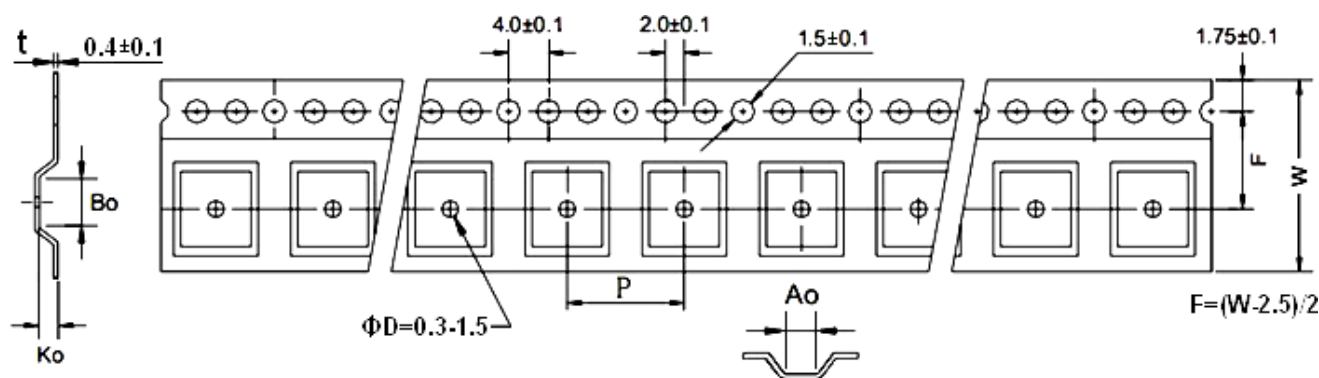 4.0±0.1
2.0±0.1
1.5±0.1
1.75±0.1
t
0.4±0.1
F
W
Bo
P
Ao
ΦD=0.3-1.5
F=(W-2.5)/2
Ko